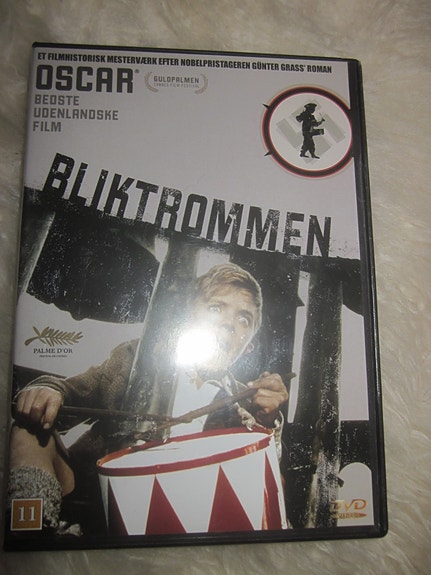 ET FILMHISTORISK MESTERVÆRK EFTER NOBELPRISTAGEREN GÜNTER GRASS' ROMAN
OSCAR®
BEDSTE
UDENLANDSKE
FILM
GULDPALMEN
CANNES FILM FESTIVAL
BLIKTROMMEN
PALME D'OR
11
DVD